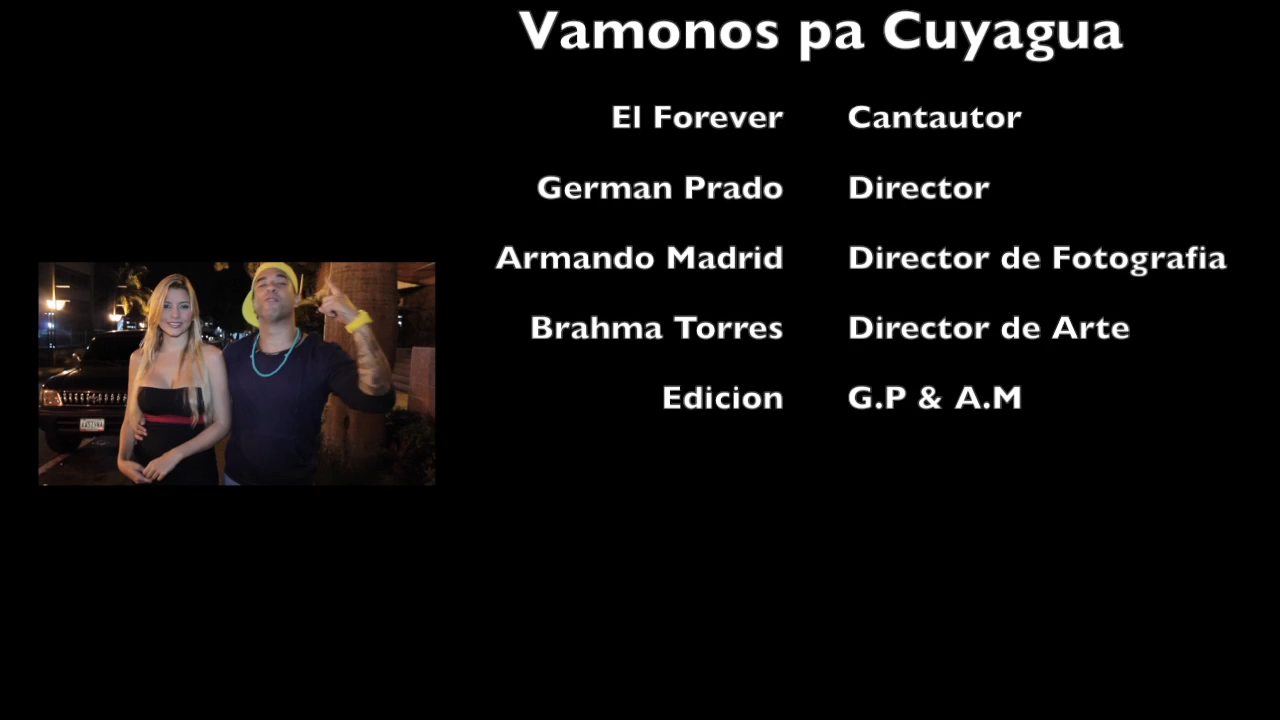 Vamonos pa Cuyagua
El Forever Cantautor
German Prado Director
Armando Madrid Director de Fotografia
Brahma Torres Director de Arte
Edicion G.P & A.M